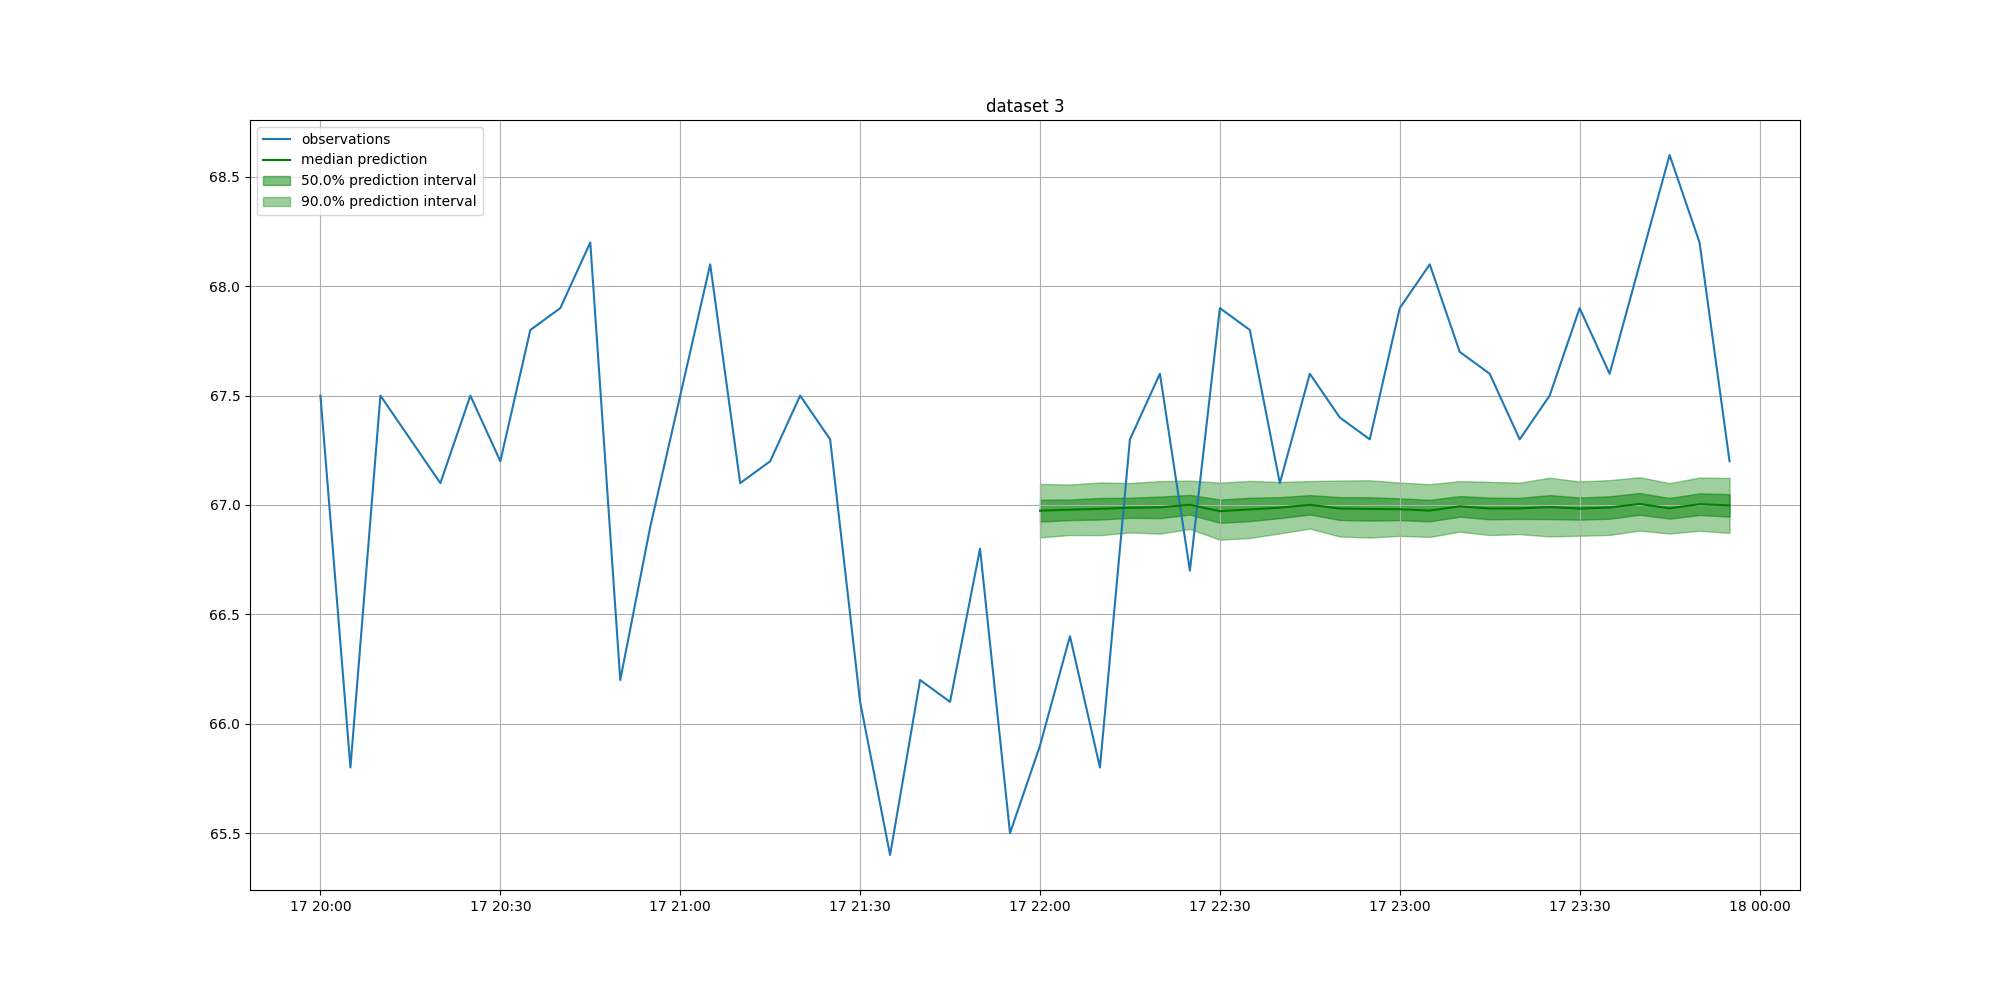 dataset 3
observations
median prediction
50.0% prediction interval
90.0% prediction interval
68.5
68.0
67.5
67.0
66.5
66.0
65.5
17 20:00 17 20:30 17 21:00 17 21:30 17 22:00 17 22:30 17 23:00 17 23:30 18 00:00